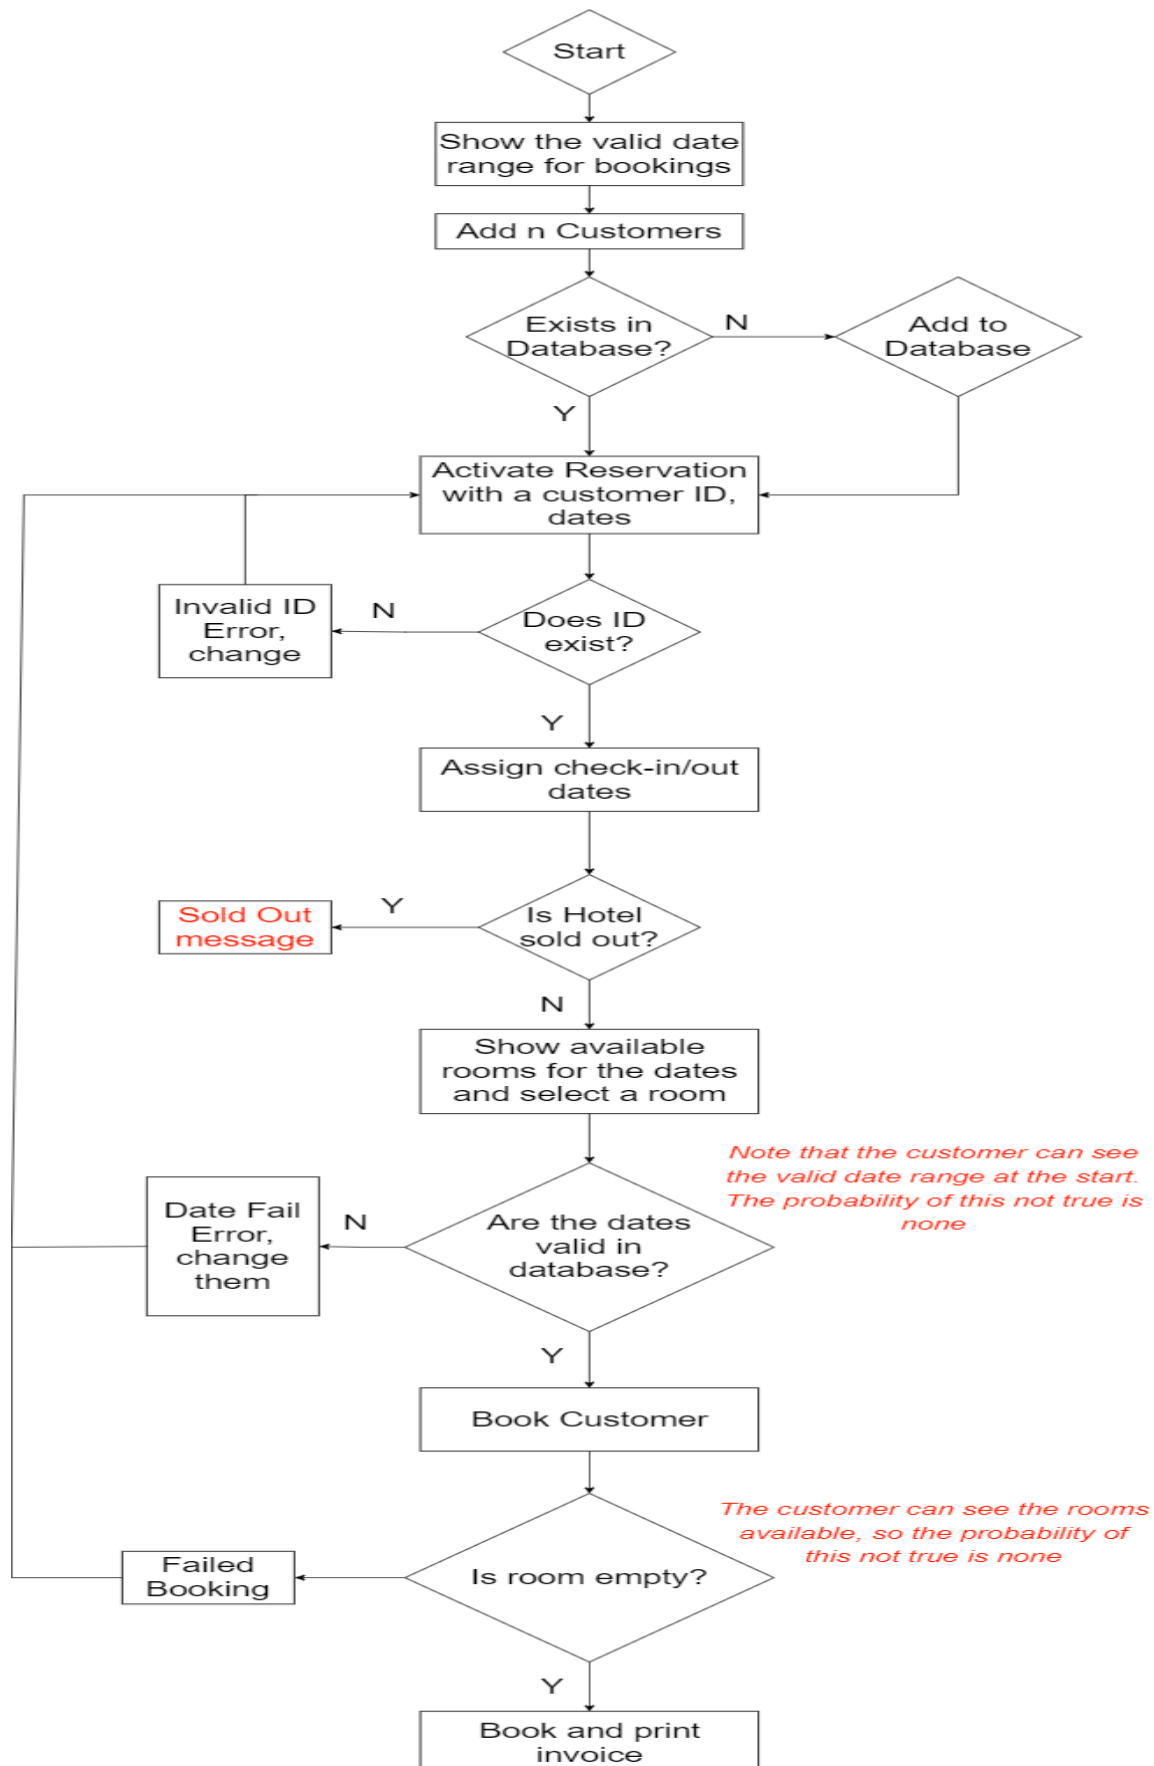 Start
Show the valid date
range for bookings
Add n Customers
Exists in
Database?
N
Add to
Database
Y
Activate Reservation
with a customer ID,
dates
Invalid ID
Error,
change
N
Does ID
exist?
Y
Assign check-in/out
dates
Sold Out
message
Y
Is Hotel
sold out?
N
Show available
rooms for the dates
and select a room
Note that the customer can see
the valid date range at the start.
The probability of this not true is
none
Date Fail
Error,
change
them
N
Are the dates
valid in
database?
Y
Book Customer
The customer can see the rooms
available, so the probability of
this not true is none
Failed
Booking
Is room empty?
Y
Book and print
invoice